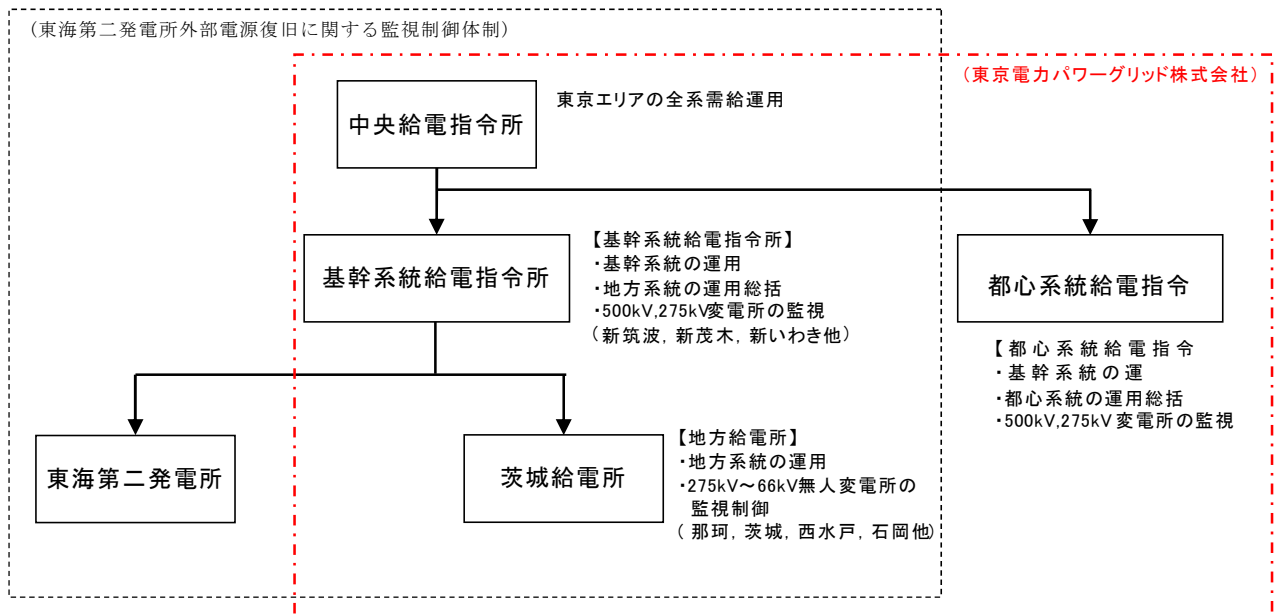 (東海第二発電所外部電源復旧に関する監視制御体制)
(東京電力パワーグリッド株式会社)
中央給電指令所
東京エリアの全系需給運用
基幹系統給電指令所
【基幹系統給電指令所】
・基幹系統の運用
・地方系統の運用総括
・500kV,275kV変電所の監視
(新筑波, 新茂木, 新いわき他)
都心系統給電指令
【都心系統給電指令
・基幹系統の運
・都心系統の運用総括
・500kV,275kV変電所の監視
東海第二発電所
茨城給電所
【地方給電所】
・地方系統の運用
・275kV～66kV無人変電所の
監視制御
(那珂, 茨城, 西水戸, 石岡他)